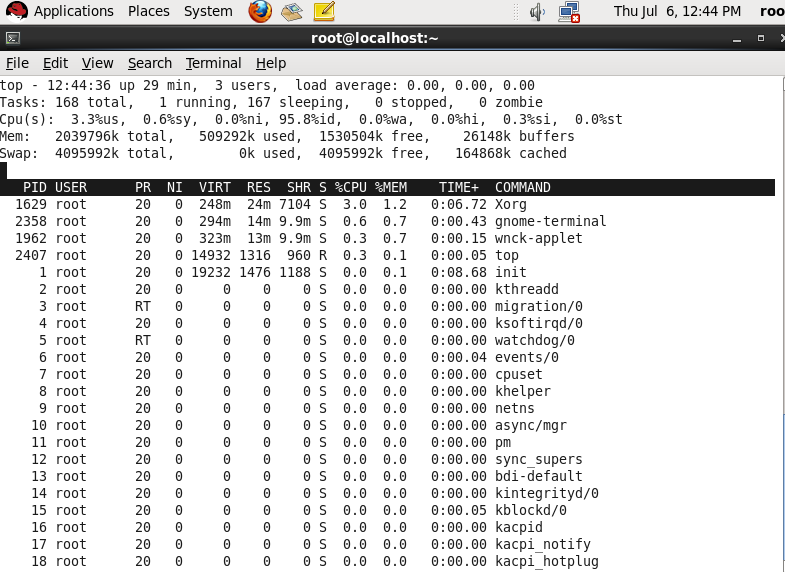 Applications Places System Thu Jul 6, 12:44 PM roo
root@localhost:~
File Edit View Search Terminal Help
top - 12:44:36 up 29 min, 3 users, load average: 0.00, 0.00, 0.00
Tasks: 168 total, 1 running, 167 sleeping, 0 stopped, 0 zombie
Cpu(s): 3.3%us, 0.6%sy, 0.0%ni, 95.8%id, 0.0%wa, 0.0%hi, 0.3%si, 0.0%st
Mem: 2039796k total, 509292k used, 1530504k free, 26148k buffers
Swap: 4095992k total, 0k used, 4095992k free, 164868k cached
PID USER PR NI VIRT RES SHR S %CPU %MEM TIME+ COMMAND
1629 root 20 0 248m 24m 7104 S 3.0 1.2 0:06.72 Xorg
2358 root 20 0 294m 14m 9.9m S 0.6 0.7 0:00.43 gnome-terminal
1962 root 20 0 323m 13m 9.9m S 0.3 0.7 0:00.15 wnck-applet
2407 root 20 0 14932 1316 960 R 0.3 0.1 0:00.05 top
1 root 20 0 19232 1476 1188 S 0.0 0.1 0:08.68 init
2 root 20 0 0 0 0 S 0.0 0.0 0:00.00 kthreadd
3 root RT 0 0 0 0 S 0.0 0.0 0:00.00 migration/0
4 root 20 0 0 0 0 S 0.0 0.0 0:00.00 ksoftirqd/0
5 root RT 0 0 0 0 S 0.0 0.0 0:00.00 watchdog/0
6 root 20 0 0 0 0 S 0.0 0.0 0:00.04 events/0
7 root 20 0 0 0 0 S 0.0 0.0 0:00.00 cpuset
8 root 20 0 0 0 0 S 0.0 0.0 0:00.00 khelper
9 root 20 0 0 0 0 S 0.0 0.0 0:00.00 netns
10 root 20 0 0 0 0 S 0.0 0.0 0:00.00 async/mgr
11 root 20 0 0 0 0 S 0.0 0.0 0:00.00 pm
12 root 20 0 0 0 0 S 0.0 0.0 0:00.00 sync_supers
13 root 20 0 0 0 0 S 0.0 0.0 0:00.00 bdi-default
14 root 20 0 0 0 0 S 0.0 0.0 0:00.00 kintegrityd/0
15 root 20 0 0 0 0 S 0.0 0.0 0:00.05 kblockd/0
16 root 20 0 0 0 0 S 0.0 0.0 0:00.00 kacpid
17 root 20 0 0 0 0 S 0.0 0.0 0:00.00 kacpi_notify
18 root 20 0 0 0 0 S 0.0 0.0 0:00.00 kacpi_hotplug